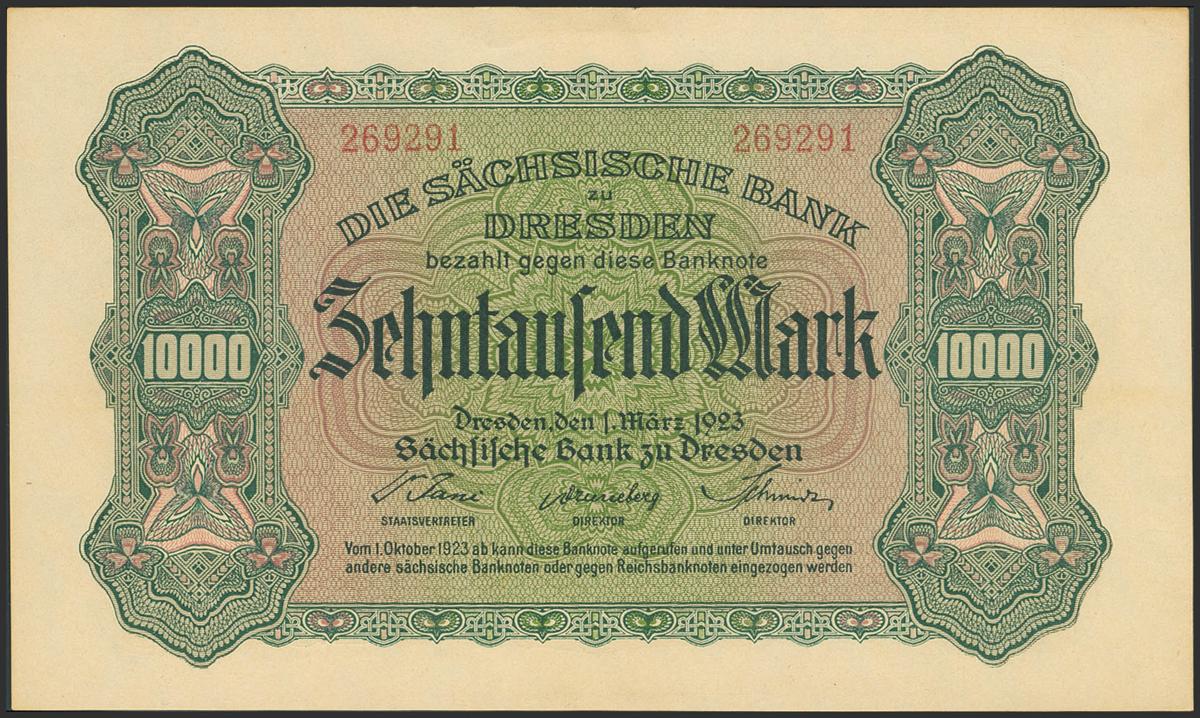 269291 269291
DIE SÄCHSISCHE BANK
zu
DRESDEN
bezahlt gegen diese Banknote
Zehntauſend Mark
10000 10000
Dresden, den 1. März 1923
Sächſiſche Bank zu Dresden
STAATSVERTRETER DIREKTOR DIREKTOR
Vom 1. Oktober 1923 ab kann diese Banknote aufgerufen und unter Umtausch gegen
andere sächsische Banknoten oder gegen Reichsbanknoten eingezogen werden